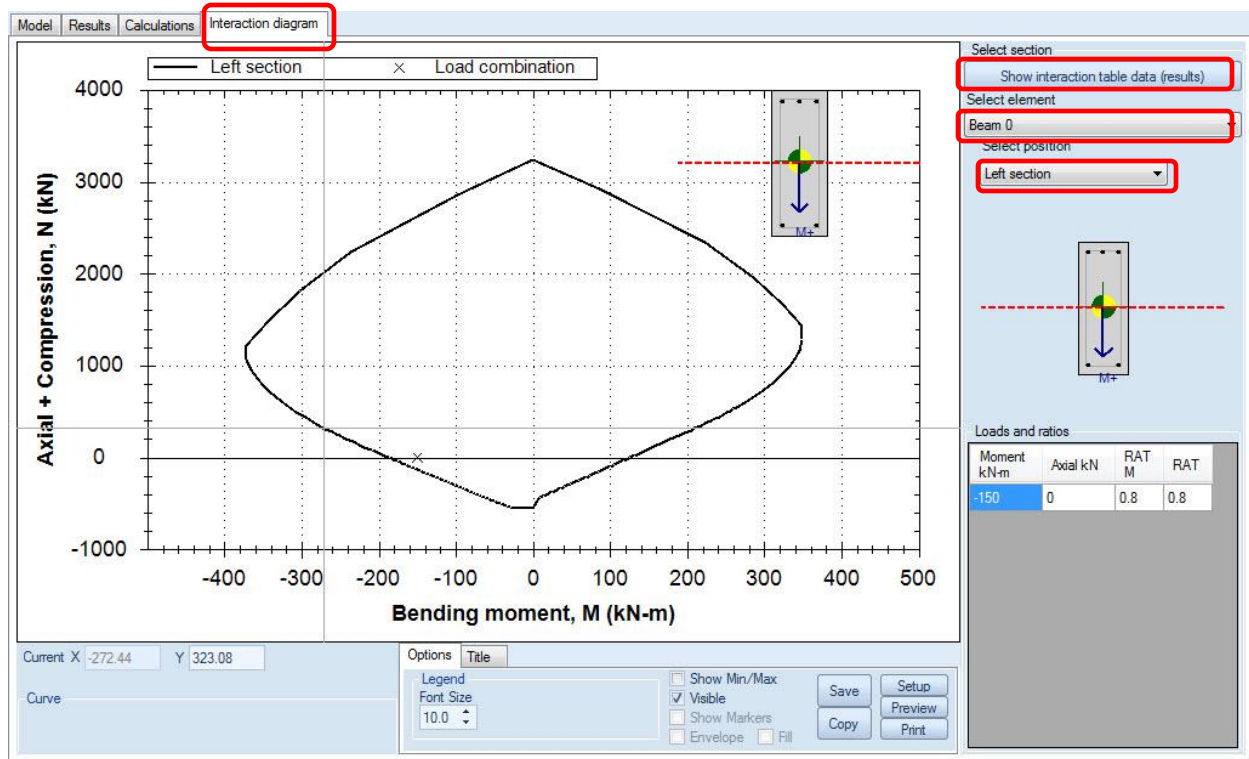 Model Results Calculations Interaction diagram
Left section × Load combination
4000
3000
2000
1000
0
-1000
Axial + Compression, N (kN)
-400 -300 -200 -100 0 100 200 300 400 500
Bending moment, M (kN-m)
M+
Select section
Show interaction table data (results)
Select element
Beam 0
Select position
Left section
M+
Loads and ratios
Moment kN-m Axial kN RAT M RAT
-150 0 0.8 0.8
Current X -272.44 Y 323.08
Curve
Options Title
Legend
Font Size
10.0
Show Min/Max
Visible
Show Markers
Envelope Fill
Save
Copy
Setup
Preview
Print